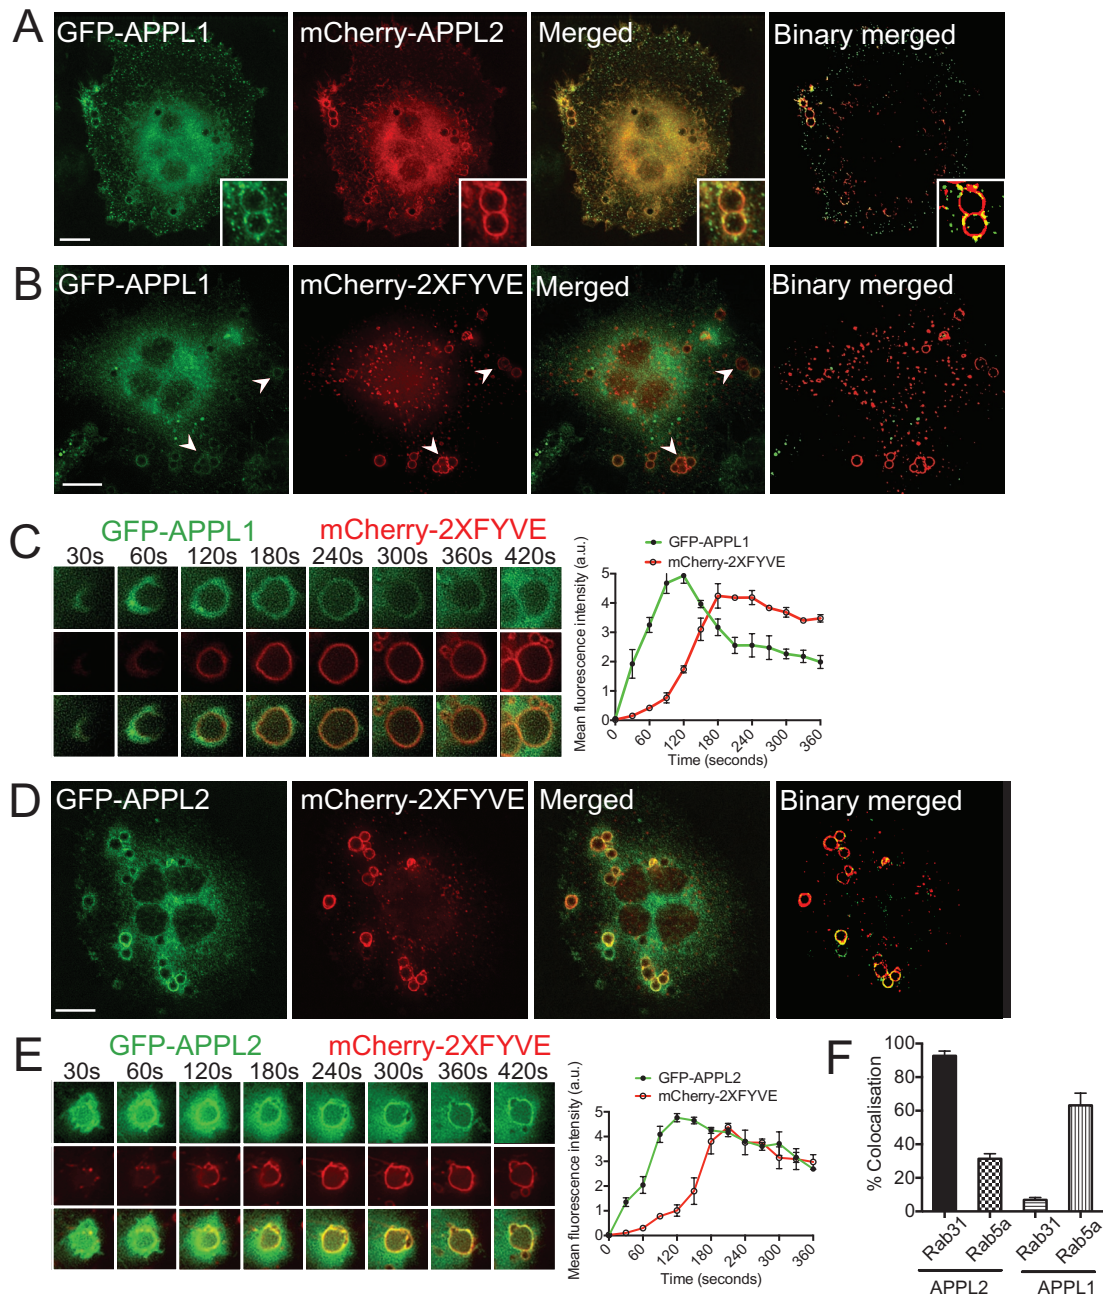 A
GFP-APPL1
mCherry-APPL2
Merged
Binary merged
B
GFP-APPL1
mCherry-2XFYVE
Merged
Binary merged
C
GFP-APPL1
mCherry-2XFYVE
30s 60s 120s 180s 240s 300s 360s 420s
GFP-APPL1
mCherry-2XFYVE
Mean fluorescence intensity (a.u.)
5
4
3
2
1
0
0 60 120 180 240 300 360
Time (seconds)
D
GFP-APPL2
mCherry-2XFYVE
Merged
Binary merged
E
GFP-APPL2
mCherry-2XFYVE
30s 60s 120s 180s 240s 300s 360s 420s
GFP-APPL2
mCherry-2XFYVE
Mean fluorescence intensity (a.u.)
5
4
3
2
1
0
0 60 120 180 240 300 360
Time (seconds)
F
% Colocalisation
100
80
60
40
20
0
Rab31 Rab5a Rab31 Rab5a
APPL2 APPL1